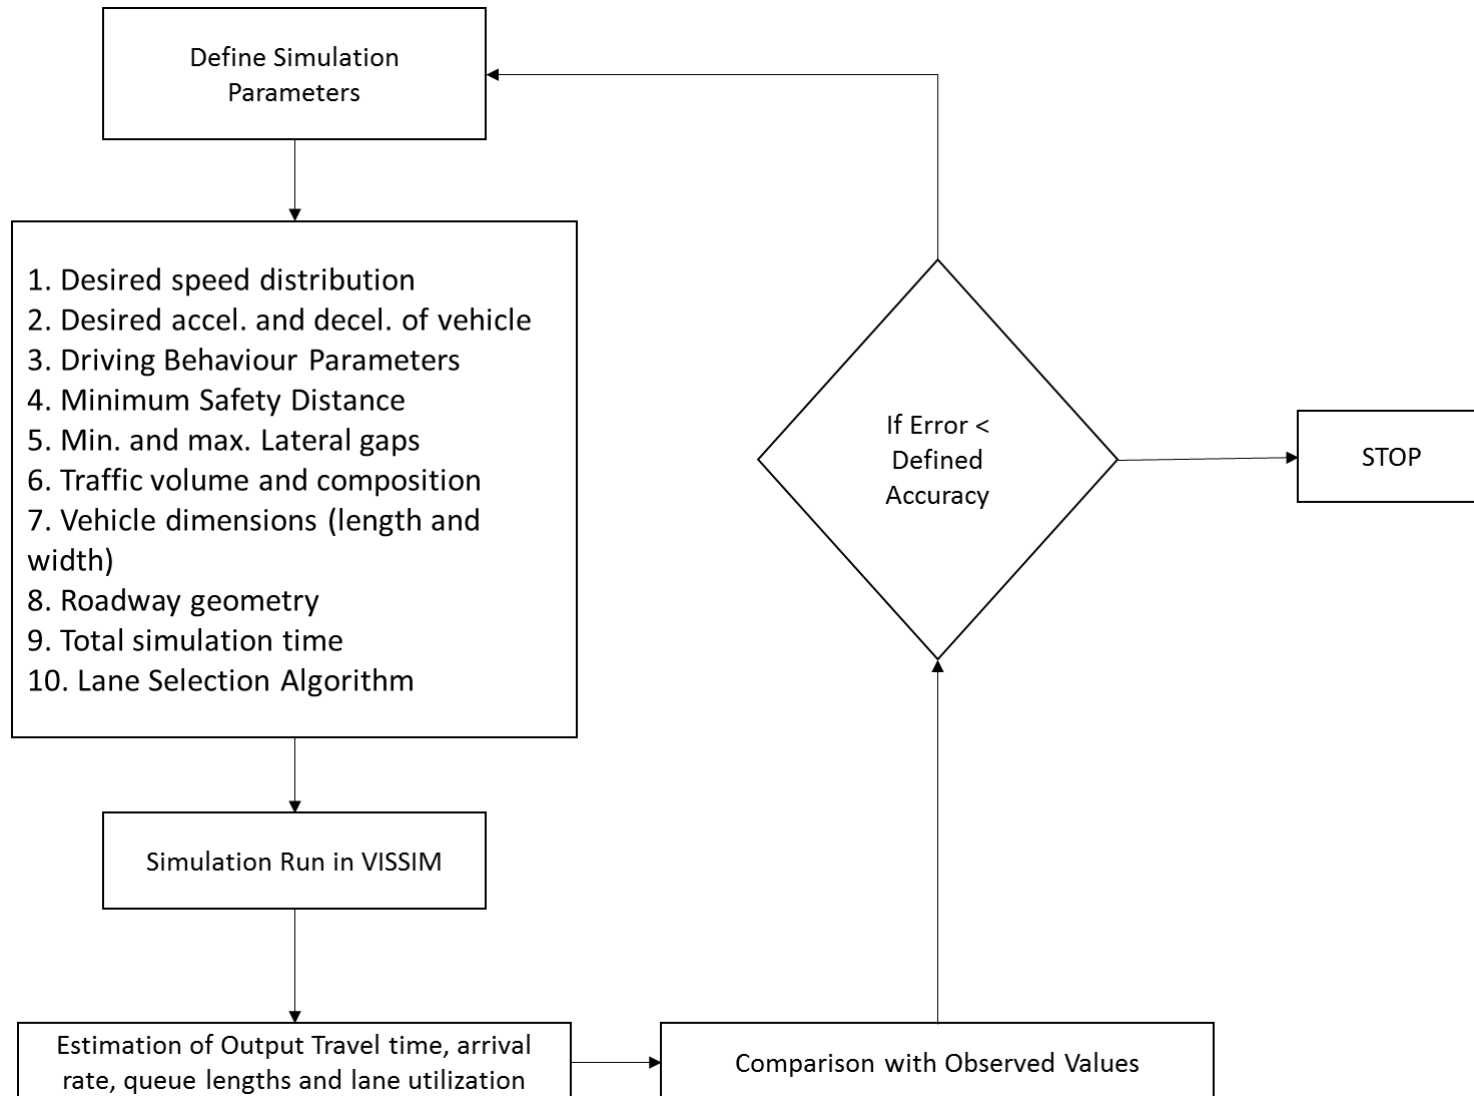 Define Simulation
Parameters
1. Desired speed distribution
2. Desired accel. and decel. of vehicle
3. Driving Behaviour Parameters
4. Minimum Safety Distance
5. Min. and max. Lateral gaps
6. Traffic volume and composition
7. Vehicle dimensions (length and
width)
8. Roadway geometry
9. Total simulation time
10. Lane Selection Algorithm
Simulation Run in VISSIM
Estimation of Output Travel time, arrival
rate, queue lengths and lane utilization
Comparison with Observed Values
If Error <
Defined
Accuracy
STOP